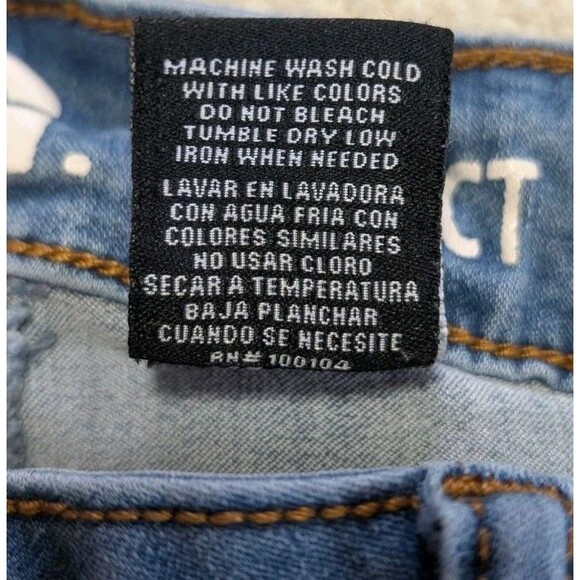 MACHINE WASH COLD
WITH LIKE COLORS
DO NOT BLEACH
TUMBLE DRY LOW
IRON WHEN NEEDED
LAVAR EN LAVADORA
CON AGUA FRIA CON
COLORES SIMILARES
NO USAR CLORO
SECAR A TEMPERATURA
BAJA PLANCHAR
CUANDO SE NECESITE
RN# 100104
CT